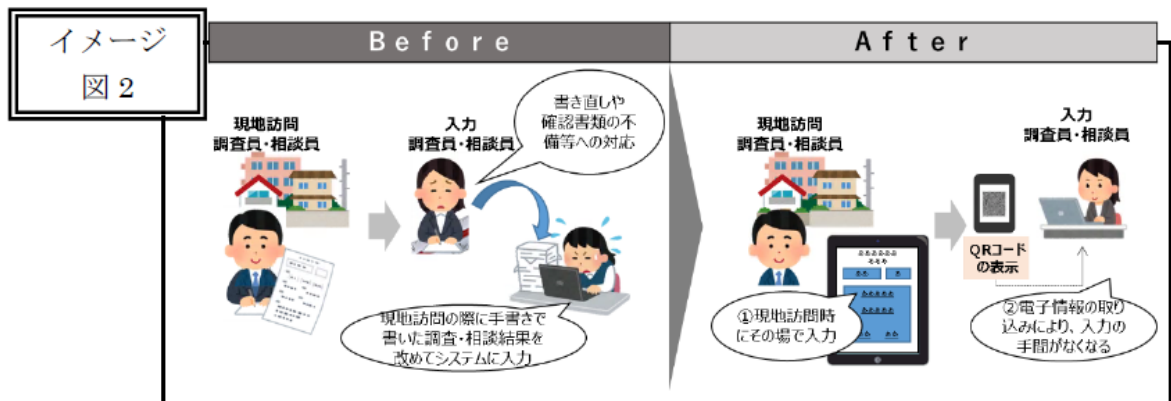 イメージ
図2
Before
After
現地訪問
調査員・相談員
入力
調査員・相談員
書き直しや
確認書類の不
備等への対応
現地訪問の際に手書きで
書いた調査・相談結果を
改めてシステムに入力
現地訪問
調査員・相談員
入力
調査員・相談員
QRコード
の表示
①現地訪問時
にその場で入力
②電子情報の取り
込みにより、入力の
手間がなくなる